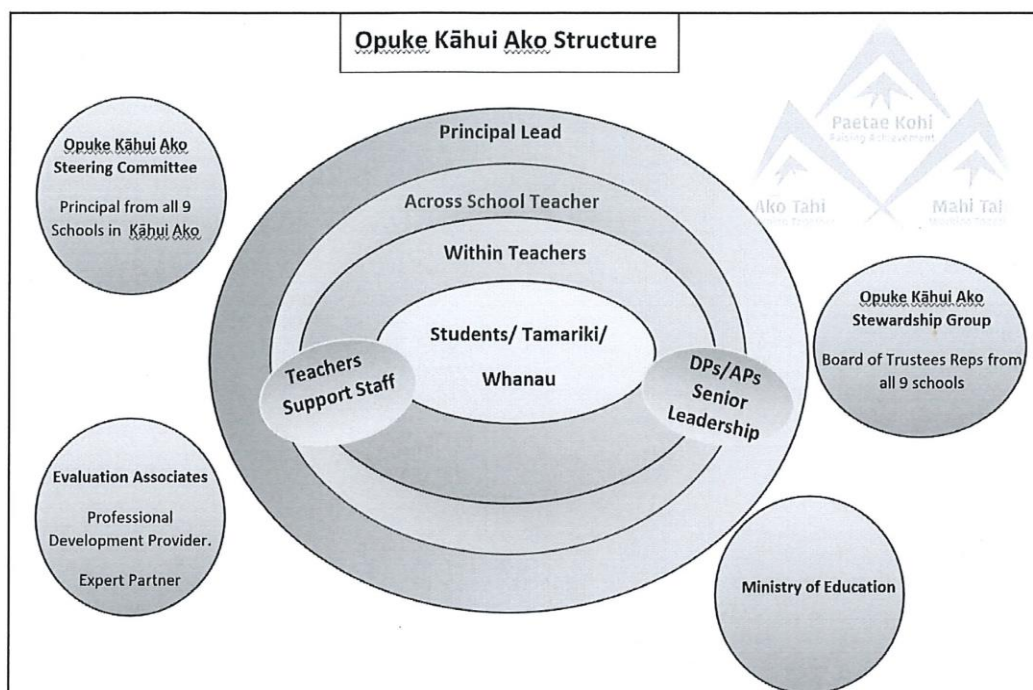 Opuke Kāhui Ako Structure
Paetae Kohi
Raising Achievement
Ako Tahi
Mahi Tai
Opuke Kāhui Ako
Steering Committee
Principal from all 9
Schools in Kāhui Ako
Principal Lead
Across School Teacher
Within Teachers
Students/ Tamariki/
Whanau
Teachers
Support Staff
DPs/APs
Senior
Leadership
Opuke Kāhui Ako
Stewardship Group
Board of Trustees Reps from
all 9 schools
Evaluation Associates
Professional
Development Provider.
Expert Partner
Ministry of Education